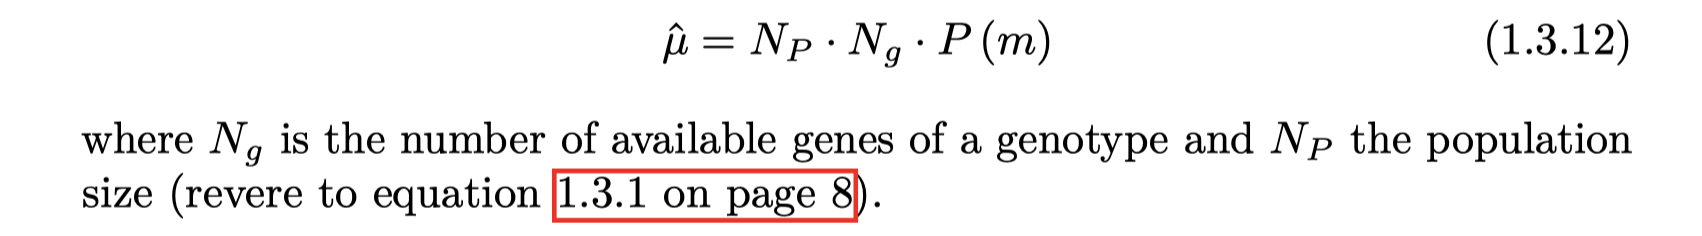 μ̂ = N_P · N_g · P (m) (1.3.12)
where N_g is the number of available genes of a genotype and N_P the population
size (revere to equation 1.3.1 on page 8).